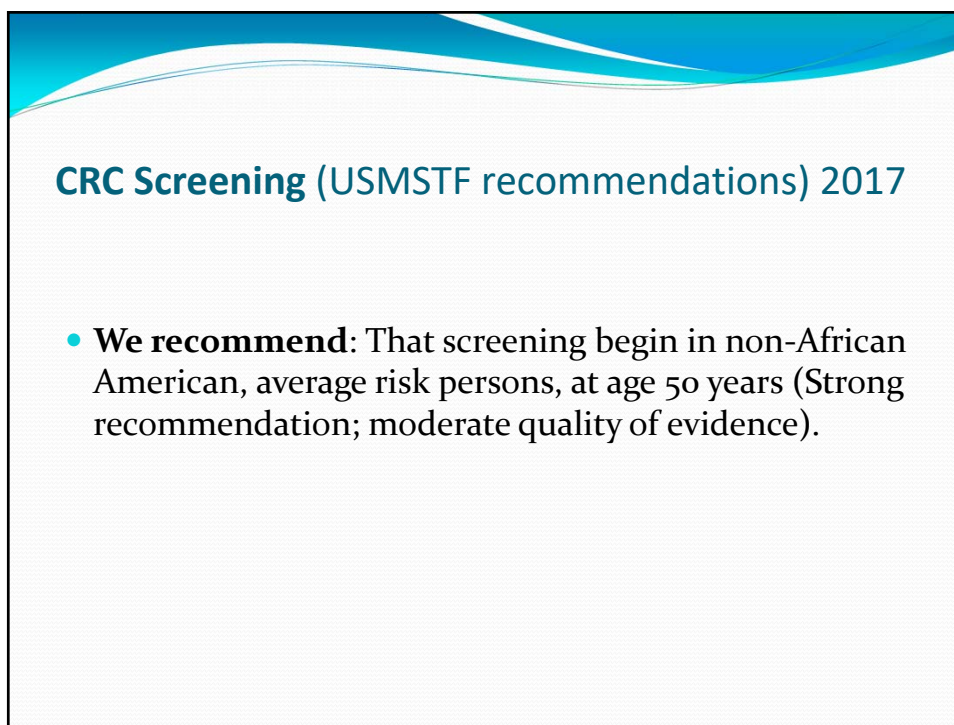 CRC Screening (USMSTF recommendations) 2017
• We recommend: That screening begin in non-African
American, average risk persons, at age 50 years (Strong
recommendation; moderate quality of evidence).